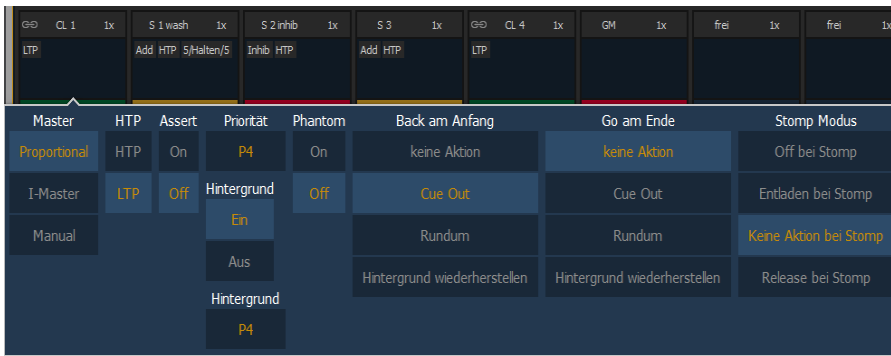 CL 1 1x S 1 wash 1x S 2 inhib 1x S 3 1x CL 4 1x GM 1x frei 1x frei 1x
LTP Add HTP 5/Halten/5 Inhib HTP Add HTP LTP
Master HTP Assert Priorität Phantom Back am Anfang Go am Ende Stomp Modus
Proportional HTP On P4 On keine Aktion keine Aktion Off bei Stomp
I-Master LTP Off Hintergrund Off Cue Out Cue Out Entladen bei Stomp
Ein
Manual Rundum Rundum Keine Aktion bei Stomp
Aus
Hintergrund wiederherstellen Hintergrund wiederherstellen Release bei Stomp
Hintergrund
P4